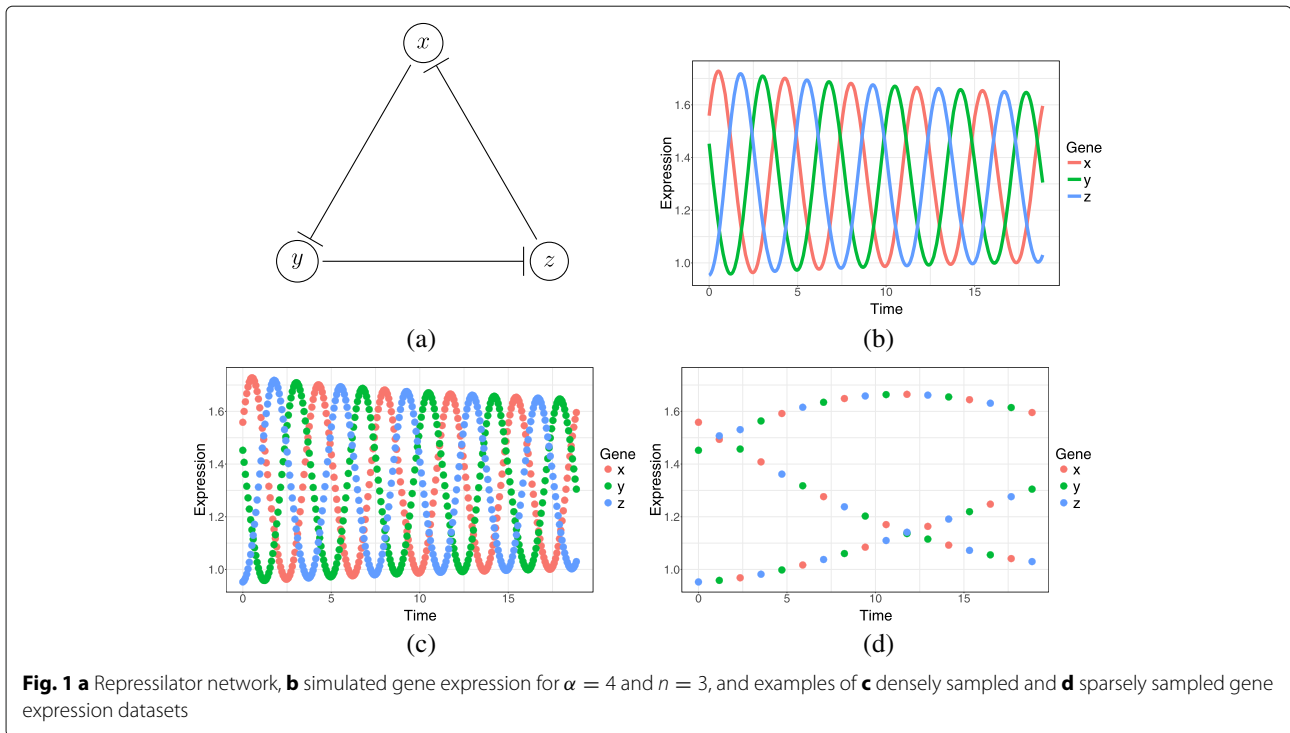 x
y
z
(a)
Expression
1.6
1.4
1.2
1.0
0
5
10
15
Time
Gene
x
y
z
(b)
Expression
1.6
1.4
1.2
1.0
0
5
10
15
Time
Gene
x
y
z
(c)
Expression
1.6
1.4
1.2
1.0
0
5
10
15
Time
Gene
x
y
z
(d)
Fig. 1 a Repressilator network, b simulated gene expression for α = 4 and n = 3, and examples of c densely sampled and d sparsely sampled gene
expression datasets